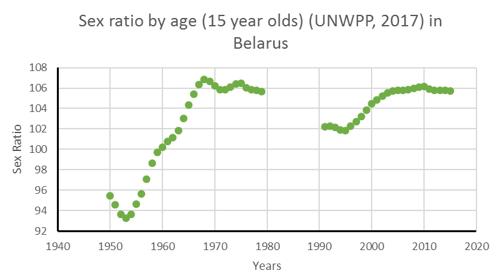 Sex ratio by age (15 year olds) (UNWPP, 2017) in
Belarus
108
106
104
102
100
98
96
94
92
Sex Ratio
1940 1950 1960 1970 1980 1990 2000 2010 2020
Years